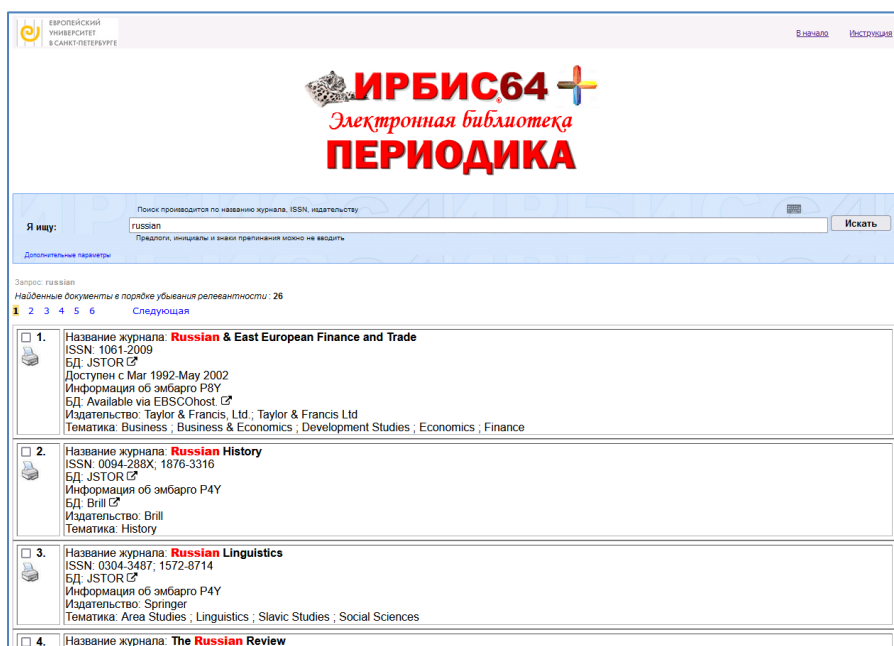 ЕВРОПЕЙСКИЙ
УНИВЕРСИТЕТ
В САНКТ-ПЕТЕРБУРГЕ
В начало Инструкция
ИРБИС64+
Электронная библиотека
ПЕРИОДИКА
Поиск производится по названию журнала, ISSN, издательству
Я ищу: russian Искать
Предлоги, инициалы и знаки препинания можно не вводить
Дополнительные параметры
Запрос: russian
Найденные документы в порядке убывания релевантности : 26
1 2 3 4 5 6 Следующая
1. Название журнала: Russian & East European Finance and Trade
ISSN: 1061-2009
БД: JSTOR
Доступен с Mar 1992-May 2002
Информация об эмбарго P8Y
БД: Available via EBSCOhost.
Издательство: Taylor & Francis, Ltd.; Taylor & Francis Ltd
Тематика: Business ; Business & Economics ; Development Studies ; Economics ; Finance
2. Название журнала: Russian History
ISSN: 0094-288X; 1876-3316
БД: JSTOR
Информация об эмбарго P4Y
БД: Brill
Издательство: Brill
Тематика: History
3. Название журнала: Russian Linguistics
ISSN: 0304-3487; 1572-8714
БД: JSTOR
Информация об эмбарго P4Y
Издательство: Springer
Тематика: Area Studies ; Linguistics ; Slavic Studies ; Social Sciences
4. Название журнала: The Russian Review